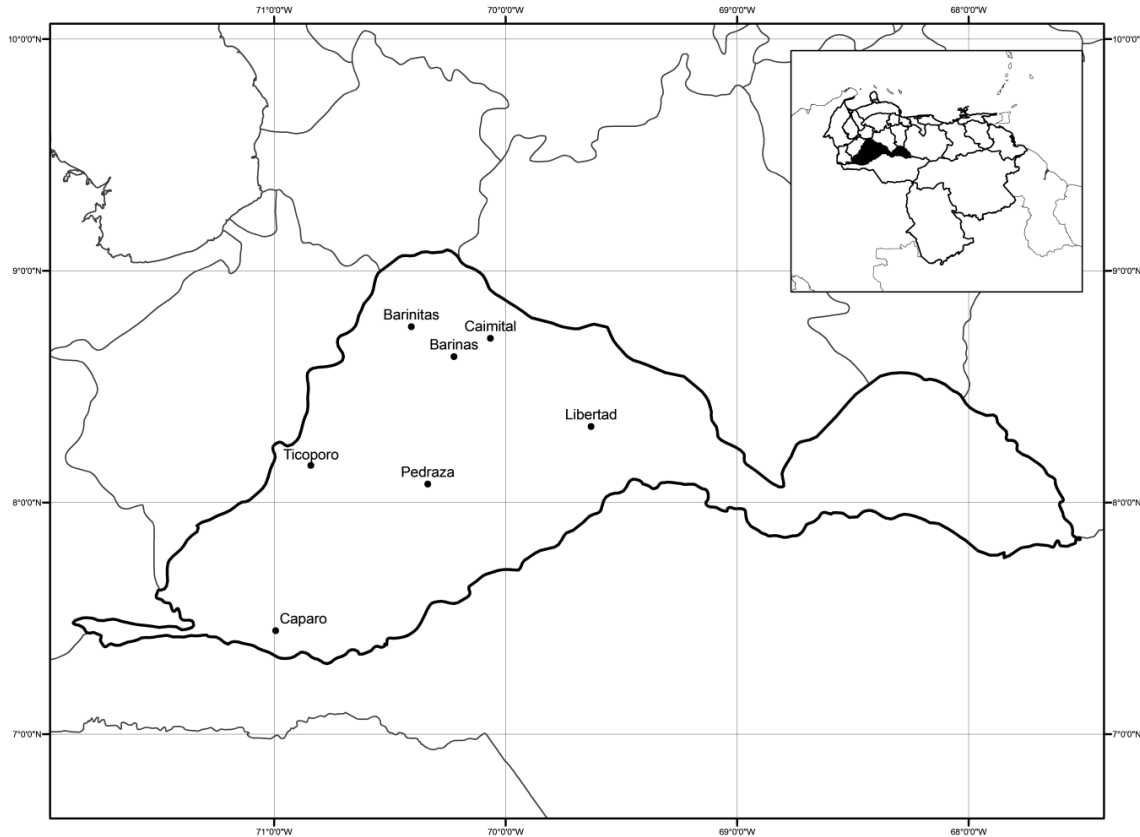 71°0'0"W
70°0'0"W
69°0'0"W
68°0'0"W
10°0'0"N
10°0'0"N
9°0'0"N
9°0'0"N
Barinitas
Caimital
Barinas
Libertad
Ticoporo
Pedraza
8°0'0"N
8°0'0"N
Caparo
7°0'0"N
7°0'0"N
71°0'0"W
70°0'0"W
69°0'0"W
68°0'0"W